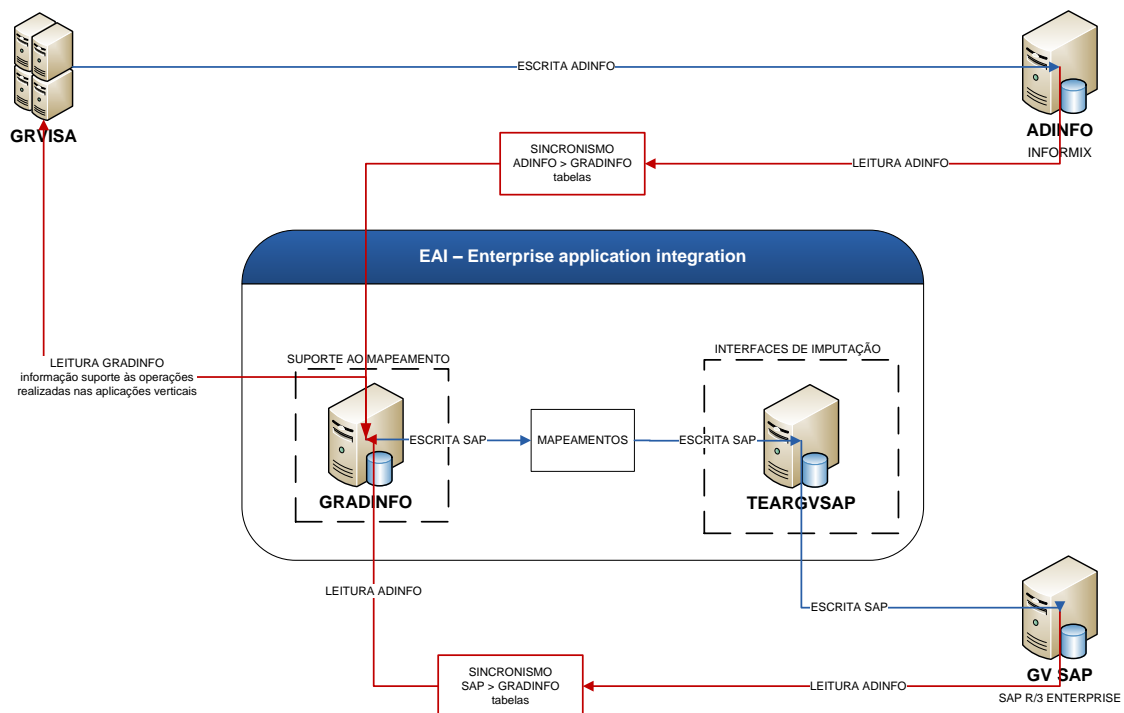 ESCRITA ADINFO
GRVISA
ADINFO
INFORMIX
SINCRONISMO
ADINFO > GRADINFO
tabelas
LEITURA ADINFO
EAI – Enterprise application integration
LEITURA GRADINFO
informação suporte às operações
realizadas nas aplicações verticais
SUPORTE AO MAPEAMENTO
INTERFACES DE IMPUTAÇÃO
ESCRITA SAP
MAPEAMENTOS
ESCRITA SAP
GRADINFO
TEARGVSAP
LEITURA ADINFO
ESCRITA SAP
GV SAP
SAP R/3 ENTERPRISE
SINCRONISMO
SAP > GRADINFO
tabelas
LEITURA ADINFO